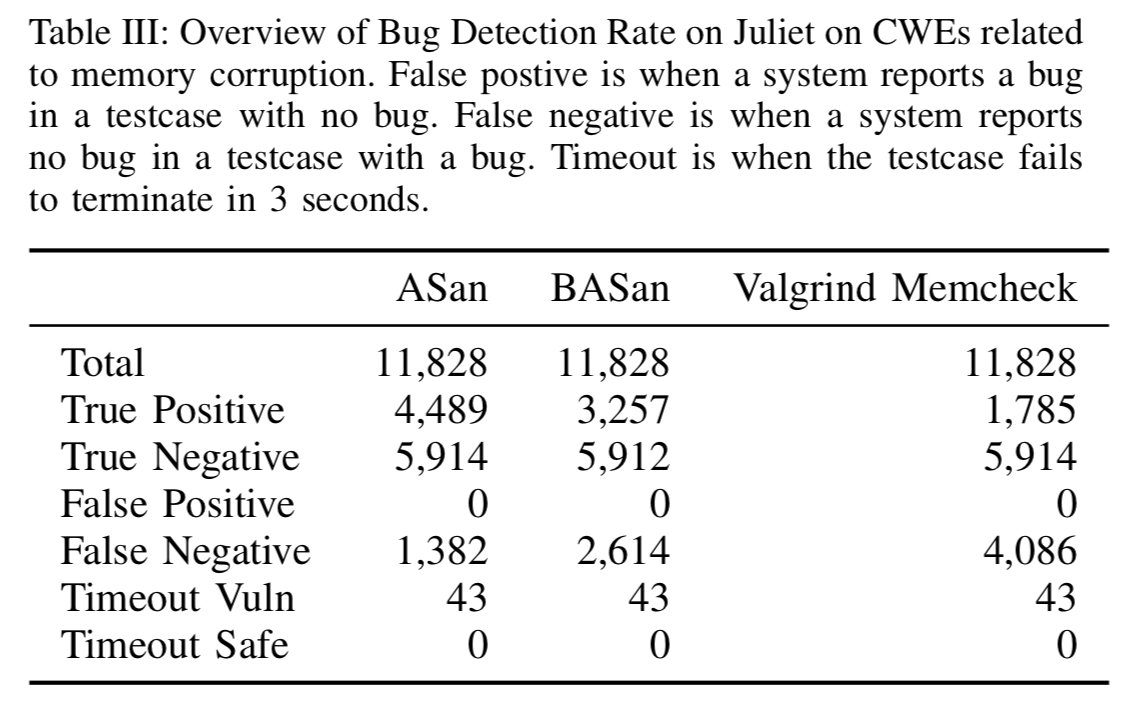 Table III: Overview of Bug Detection Rate on Juliet on CWEs related
to memory corruption. False postive is when a system reports a bug
in a testcase with no bug. False negative is when a system reports
no bug in a testcase with a bug. Timeout is when the testcase fails
to terminate in 3 seconds.
ASan BASan Valgrind Memcheck
Total 11,828 11,828 11,828
True Positive 4,489 3,257 1,785
True Negative 5,914 5,912 5,914
False Positive 0 0 0
False Negative 1,382 2,614 4,086
Timeout Vuln 43 43 43
Timeout Safe 0 0 0